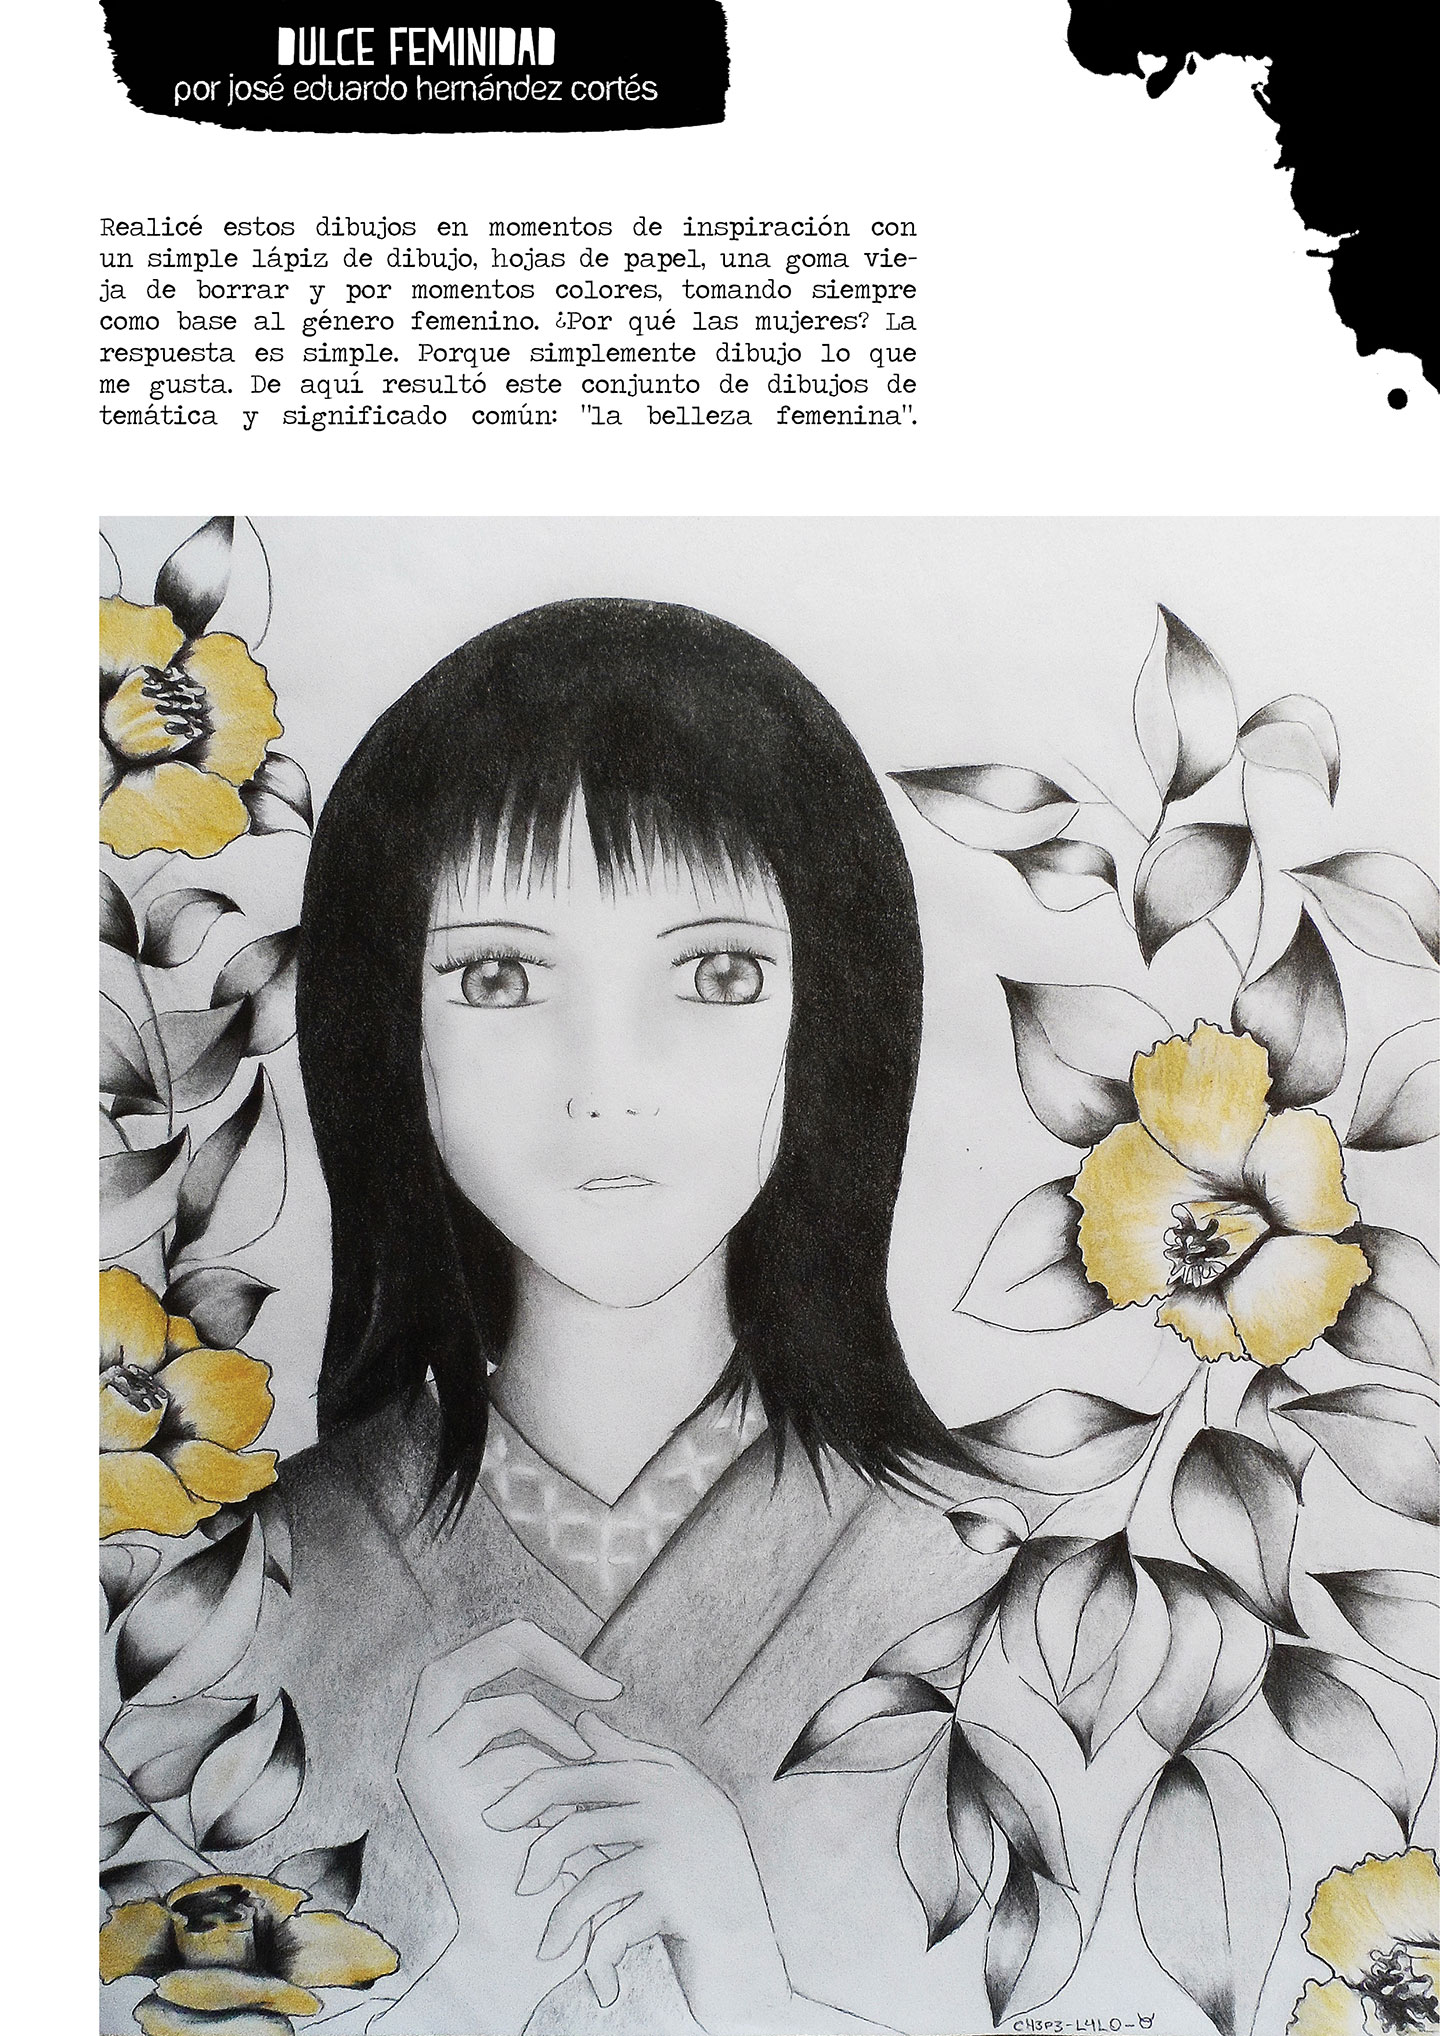 DULCE FEMINIDAD
por josé eduardo hernández cortés
Realicé estos dibujos en momentos de inspiración con
un simple lápiz de dibujo, hojas de papel, una goma vie-
ja de borrar y por momentos colores, tomando siempre
como base al género femenino. ¿Por qué las mujeres? La
respuesta es simple. Porque simplemente dibujo lo que
me gusta. De aquí resultó este conjunto de dibujos de
temática y significado común: "la belleza femenina".
CH3P3-L4LO-